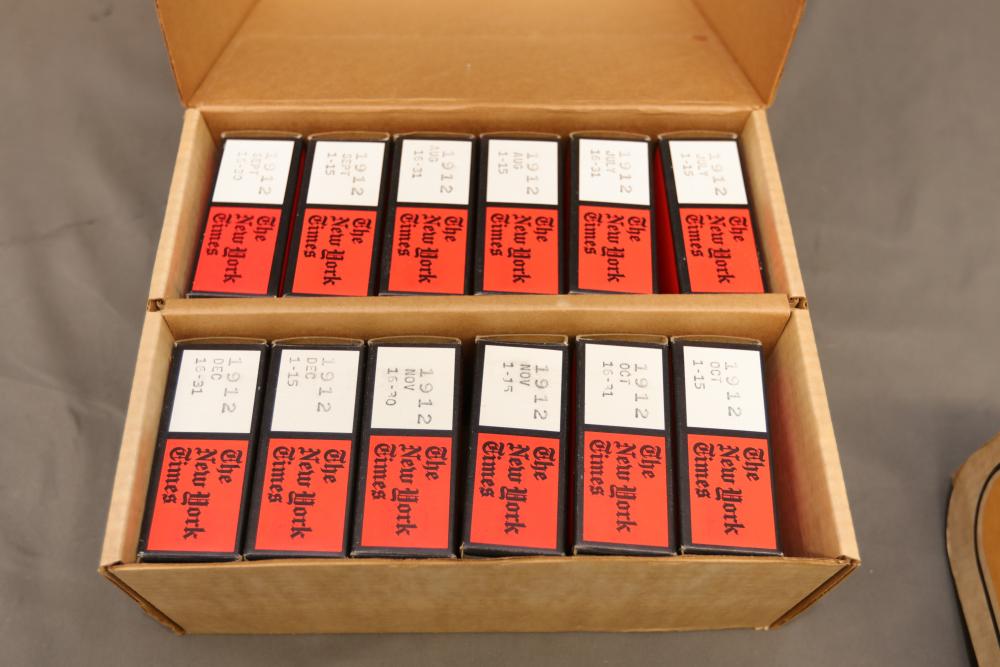 1912
SEPT
16-30
The
New York
Times
1912
SEPT
1-15
The
New York
Times
1912
AUG
16-31
The
New York
Times
1912
AUG
1-15
The
New York
Times
1912
JULY
16-31
The
New York
Times
1912
JULY
1-15
The
New York
Times
1912
DEC
16-31
The
New York
Times
1912
DEC
1-15
The
New York
Times
1912
NOV
16-30
The
New York
Times
1912
NOV
1-15
The
New York
Times
1912
OCT
16-31
The
New York
Times
1912
OCT
1-15
The
New York
Times